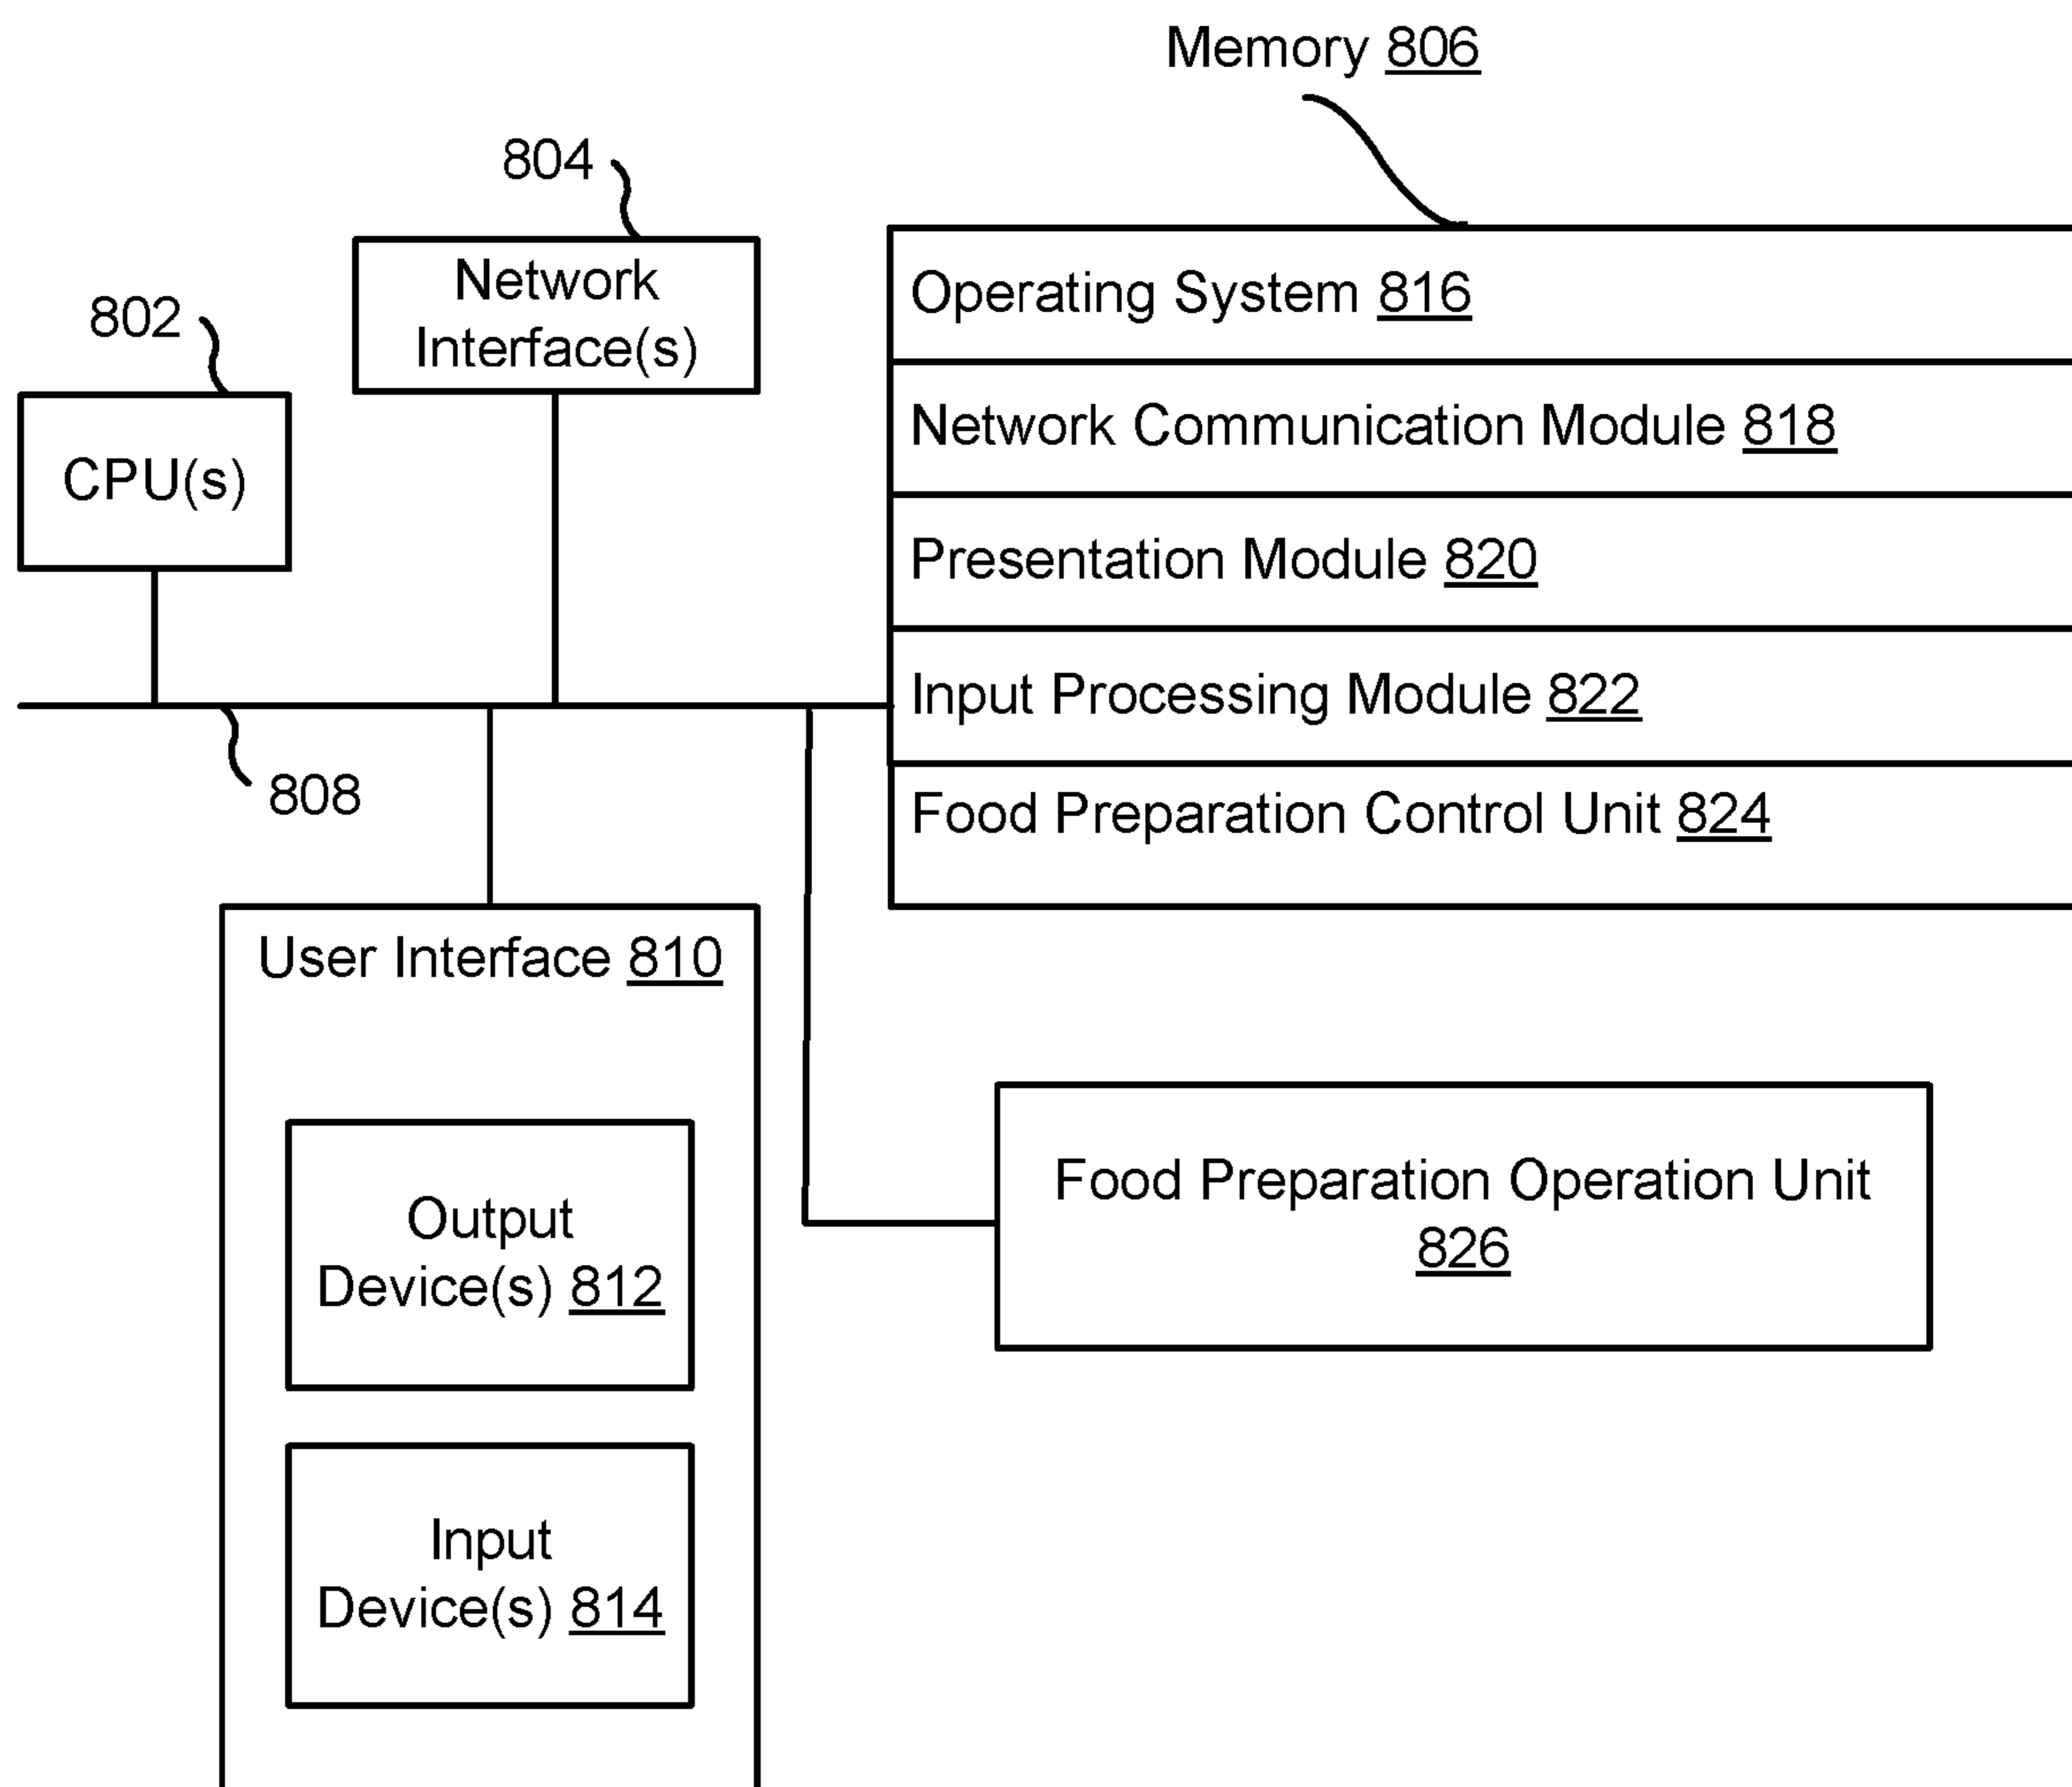 Memory 806
804
Network
Interface(s)
802
CPU(s)
Operating System 816
Network Communication Module 818
Presentation Module 820
Input Processing Module 822
808
Food Preparation Control Unit 824
User Interface 810
Output
Device(s) 812
Input
Device(s) 814
Food Preparation Operation Unit
826